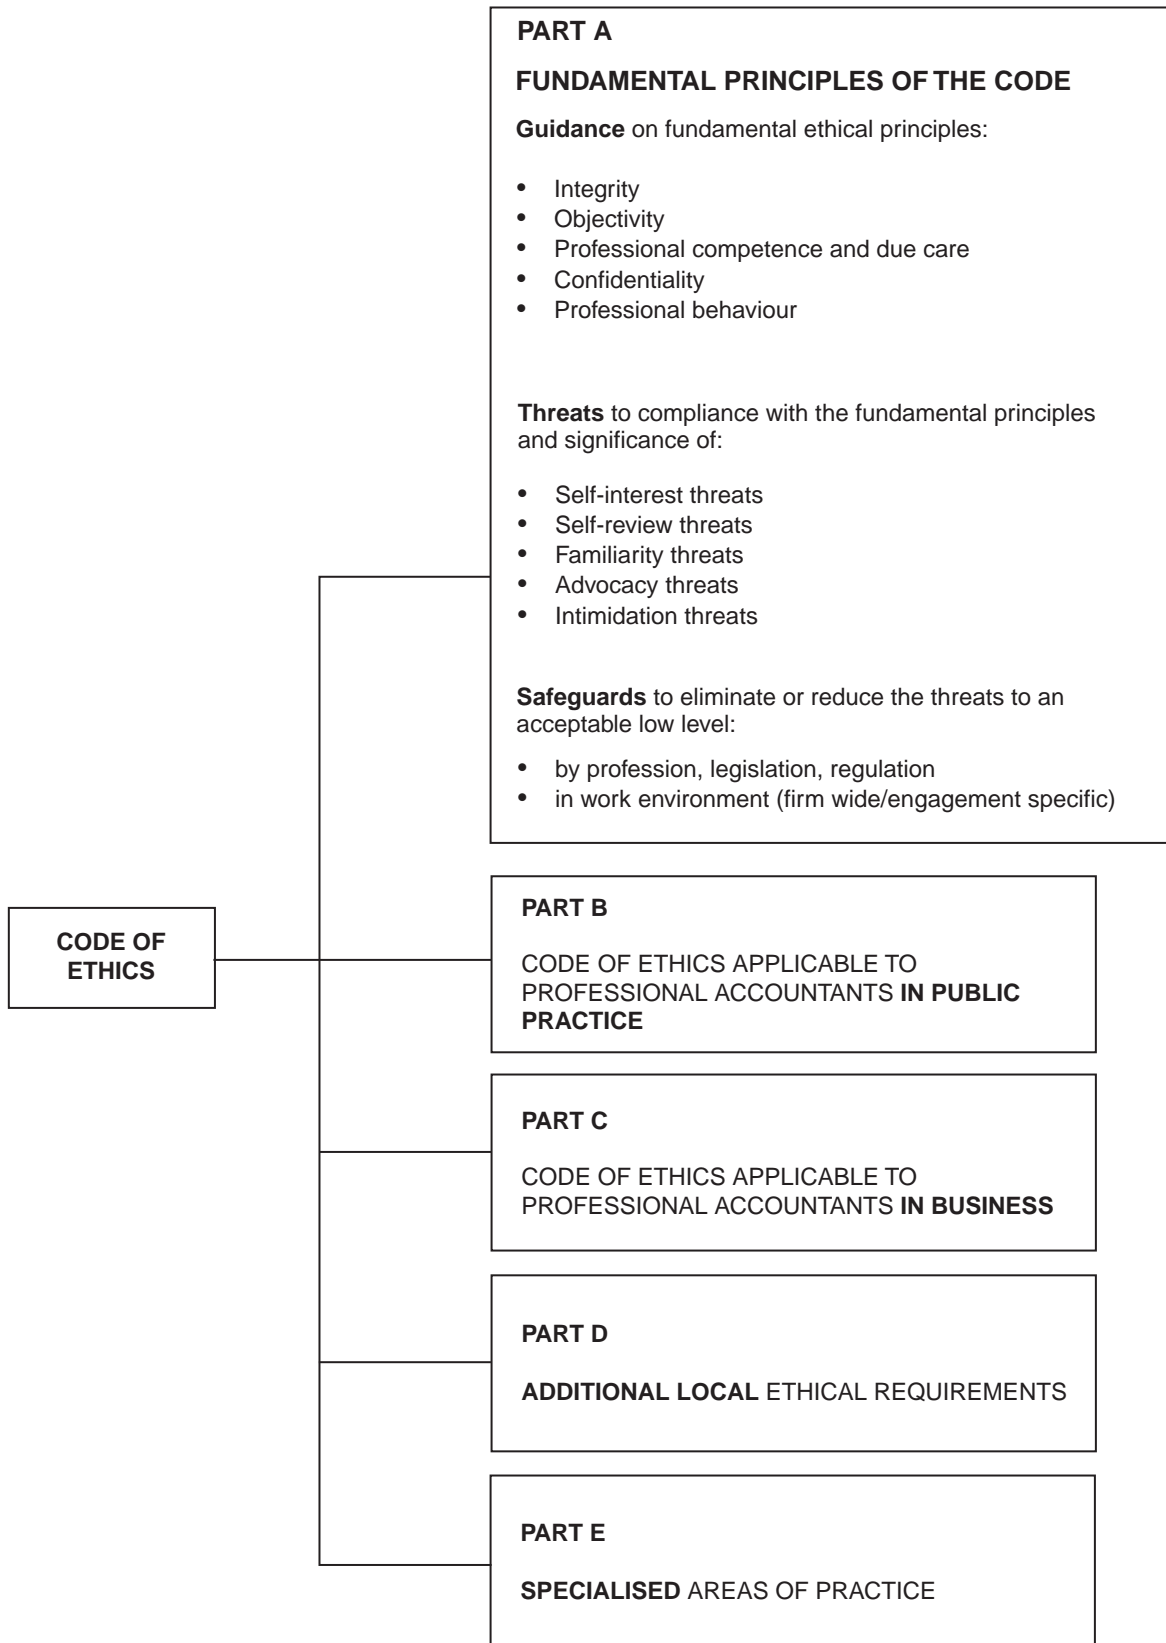 PART A
FUNDAMENTAL PRINCIPLES OF THE CODE
Guidance on fundamental ethical principles:
• Integrity
• Objectivity
• Professional competence and due care
• Confidentiality
• Professional behaviour
Threats to compliance with the fundamental principles
and significance of:
• Self-interest threats
• Self-review threats
• Familiarity threats
• Advocacy threats
• Intimidation threats
Safeguards to eliminate or reduce the threats to an
acceptable low level:
• by profession, legislation, regulation
• in work environment (firm wide/engagement specific)
CODE OF
ETHICS
PART B
CODE OF ETHICS APPLICABLE TO
PROFESSIONAL ACCOUNTANTS IN PUBLIC
PRACTICE
PART C
CODE OF ETHICS APPLICABLE TO
PROFESSIONAL ACCOUNTANTS IN BUSINESS
PART D
ADDITIONAL LOCAL ETHICAL REQUIREMENTS
PART E
SPECIALISED AREAS OF PRACTICE